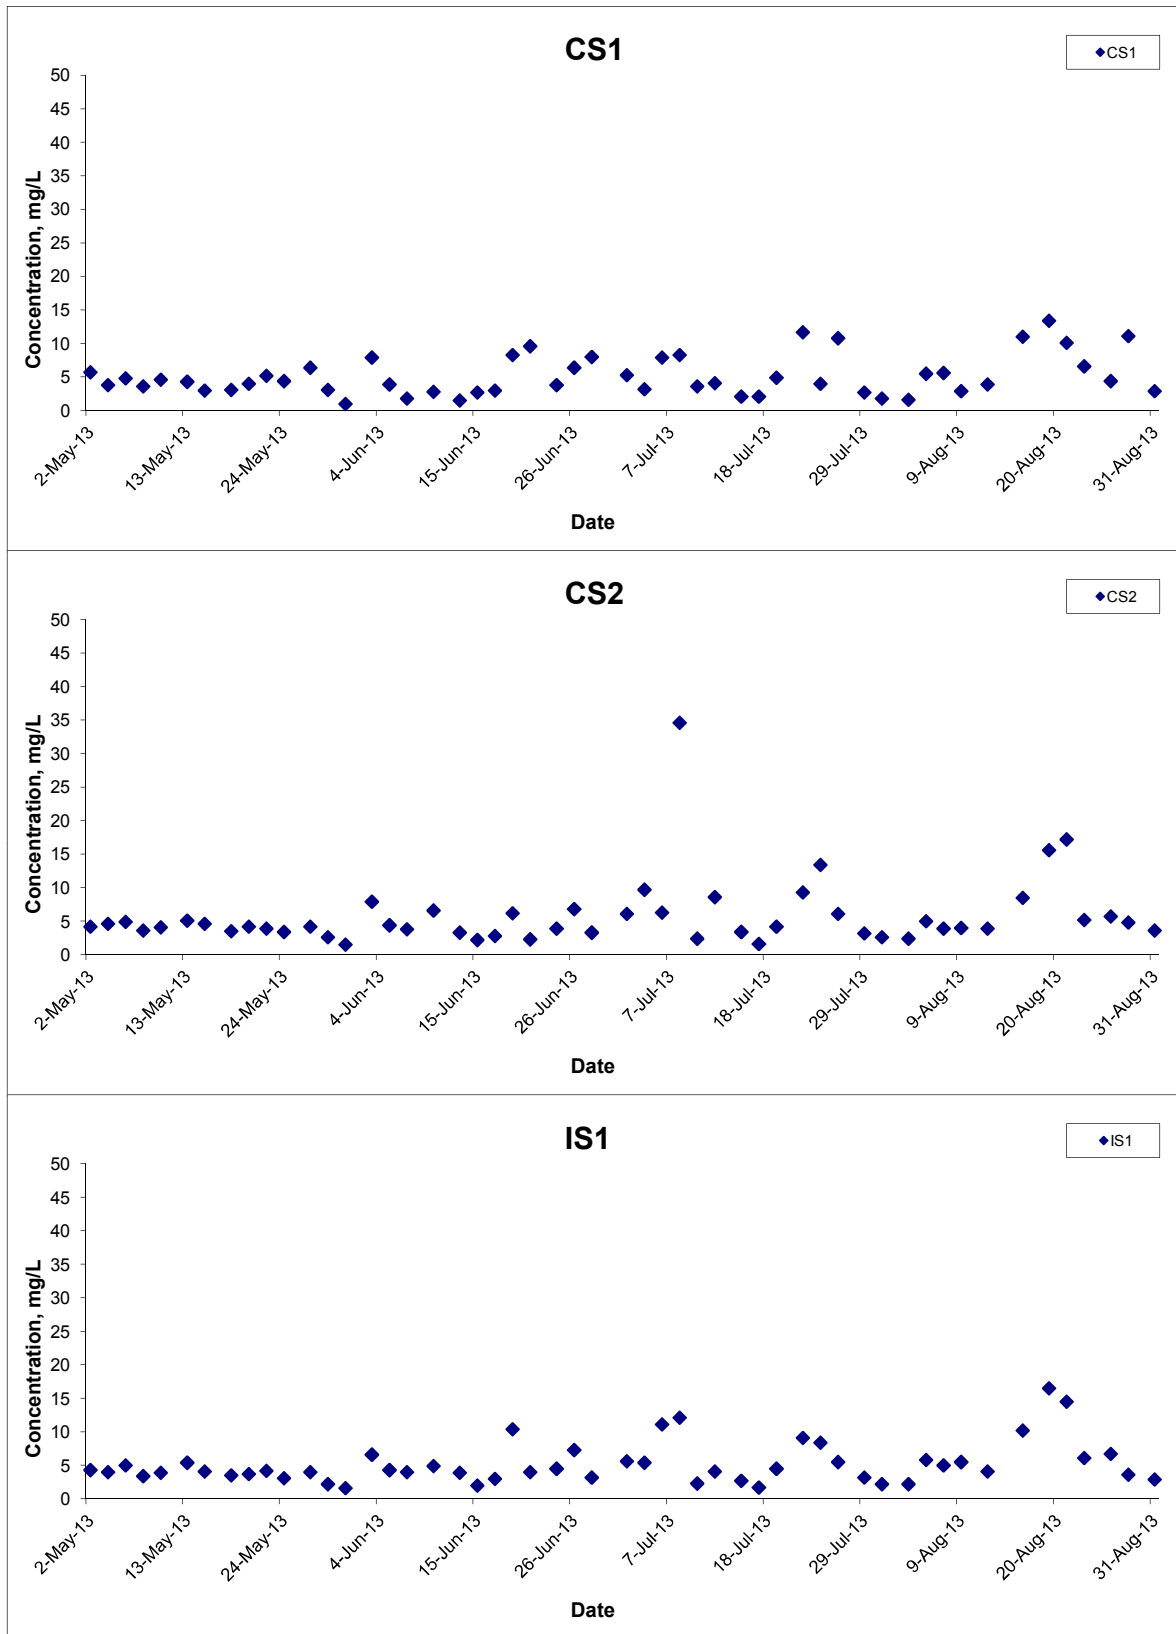 CS1
CS1
50
45
40
35
30
25
20
15
10
5
0
Concentration, mg/L
2-May-13
13-May-13
24-May-13
4-Jun-13
15-Jun-13
26-Jun-13
7-Jul-13
18-Jul-13
29-Jul-13
9-Aug-13
20-Aug-13
31-Aug-13
Date
CS2
CS2
50
45
40
35
30
25
20
15
10
5
0
Concentration, mg/L
2-May-13
13-May-13
24-May-13
4-Jun-13
15-Jun-13
26-Jun-13
7-Jul-13
18-Jul-13
29-Jul-13
9-Aug-13
20-Aug-13
31-Aug-13
Date
IS1
IS1
50
45
40
35
30
25
20
15
10
5
0
Concentration, mg/L
2-May-13
13-May-13
24-May-13
4-Jun-13
15-Jun-13
26-Jun-13
7-Jul-13
18-Jul-13
29-Jul-13
9-Aug-13
20-Aug-13
31-Aug-13
Date